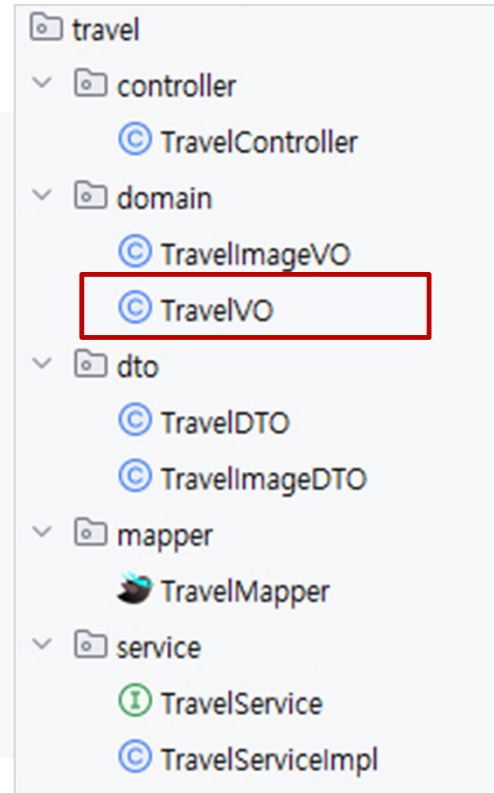 travel
controller
TravelController
domain
TravelImageVO
TravelVO
dto
TravelDTO
TravelImageDTO
mapper
TravelMapper
service
TravelService
TravelServiceImpl